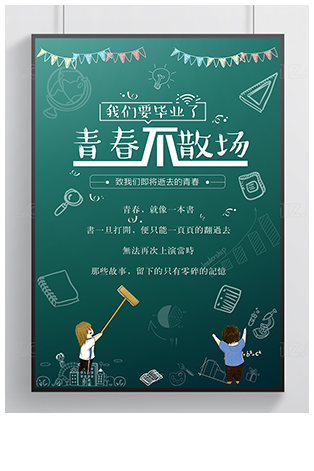 我们要毕业了
青春不散场
致我们即将逝去的青春
青春，就像一本書
書一旦打開，便只能一頁頁的翻過去
無法再次上演當時
那些故事，留下的只有零碎的記憶
leadership